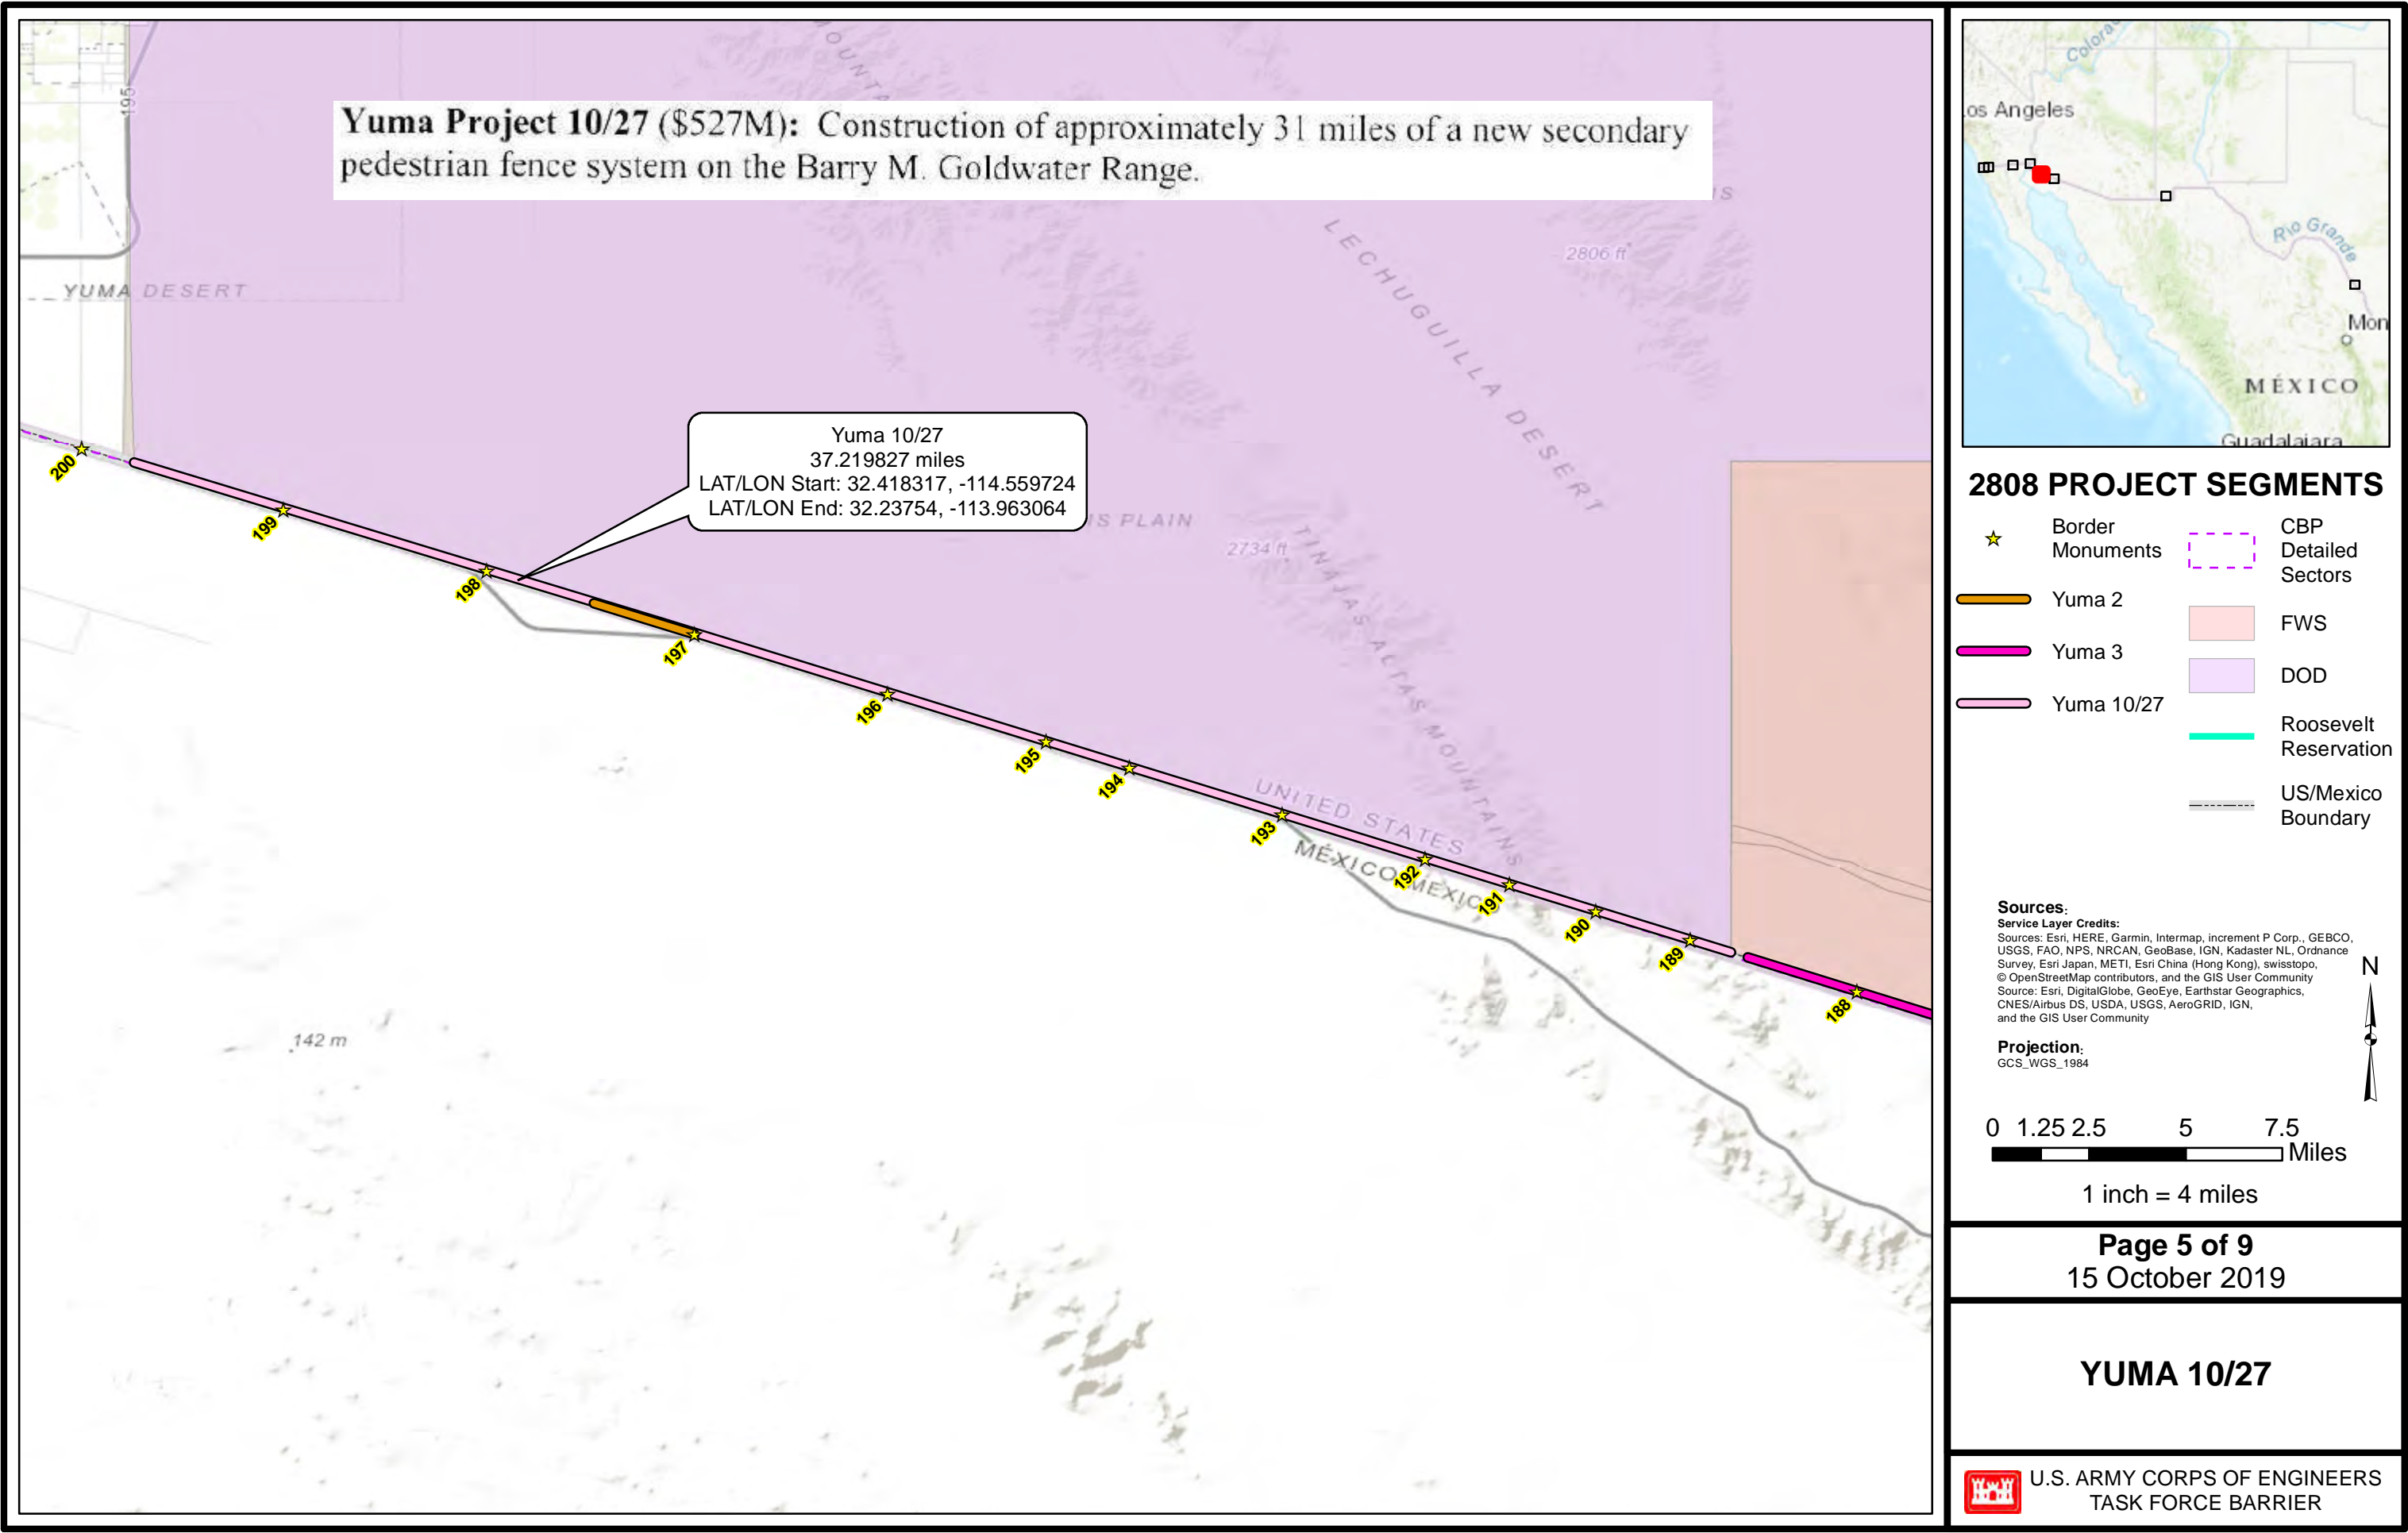 Yuma Project 10/27 ($527M): Construction of approximately 31 miles of a new secondary
pedestrian fence system on the Barry M. Goldwater Range.
195
YUMA DESERT
LECHUGUILLA DESERT
2806 ft
Yuma 10/27
37.219827 miles
LAT/LON Start: 32.418317, -114.559724
LAT/LON End: 32.23754, -113.963064
IS PLAIN
2734 ft
TINAJAS ALTAS MOUNTAINS
UNITED STATES
MÉXICO
MÉXICO
200
199
198
197
196
195
194
193
192
191
190
189
188
142 m
Los Angeles
Colora
Rio Grande
Mon
MÉXICO
Guadalajara
2808 PROJECT SEGMENTS
Border
Monuments
Yuma 2
Yuma 3
Yuma 10/27
CBP
Detailed
Sectors
FWS
DOD
Roosevelt
Reservation
US/Mexico
Boundary
Sources:
Service Layer Credits:
Sources: Esri, HERE, Garmin, Intermap, increment P Corp., GEBCO,
USGS, FAO, NPS, NRCAN, GeoBase, IGN, Kadaster NL, Ordnance
Survey, Esri Japan, METI, Esri China (Hong Kong), swisstopo,
© OpenStreetMap contributors, and the GIS User Community
Source: Esri, DigitalGlobe, GeoEye, Earthstar Geographics,
CNES/Airbus DS, USDA, USGS, AeroGRID, IGN,
and the GIS User Community
Projection:
GCS_WGS_1984
N
0 1.25 2.5 5 7.5
Miles
1 inch = 4 miles
Page 5 of 9
15 October 2019
YUMA 10/27
U.S. ARMY CORPS OF ENGINEERS
TASK FORCE BARRIER